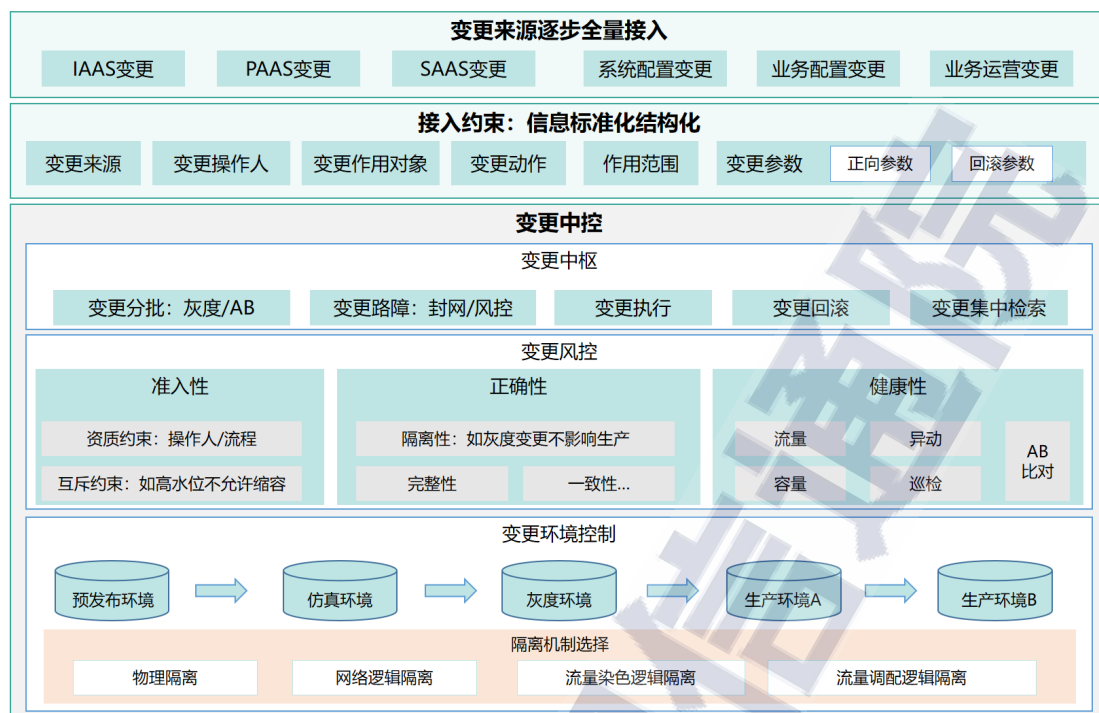 变更来源逐步全量接入
IAAS变更 PAAS变更 SAAS变更 系统配置变更 业务配置变更 业务运营变更
接入约束：信息标准化结构化
变更来源 变更操作人 变更作用对象 变更动作 作用范围 变更参数 正向参数 回滚参数
变更中控
变更中枢
变更分批：灰度/AB 变更路障：封网/风控 变更执行 变更回滚 变更集中检索
变更风控
准入性 正确性 健康性
资质约束：操作人/流程 隔离性：如灰度变更不影响生产 流量 异动
AB
比对
互斥约束：如高水位不允许缩容 完整性 一致性... 容量 巡检
变更环境控制
预发布环境 仿真环境 灰度环境 生产环境A 生产环境B
隔离机制选择
物理隔离 网络逻辑隔离 流量染色逻辑隔离 流量调配逻辑隔离
信通院